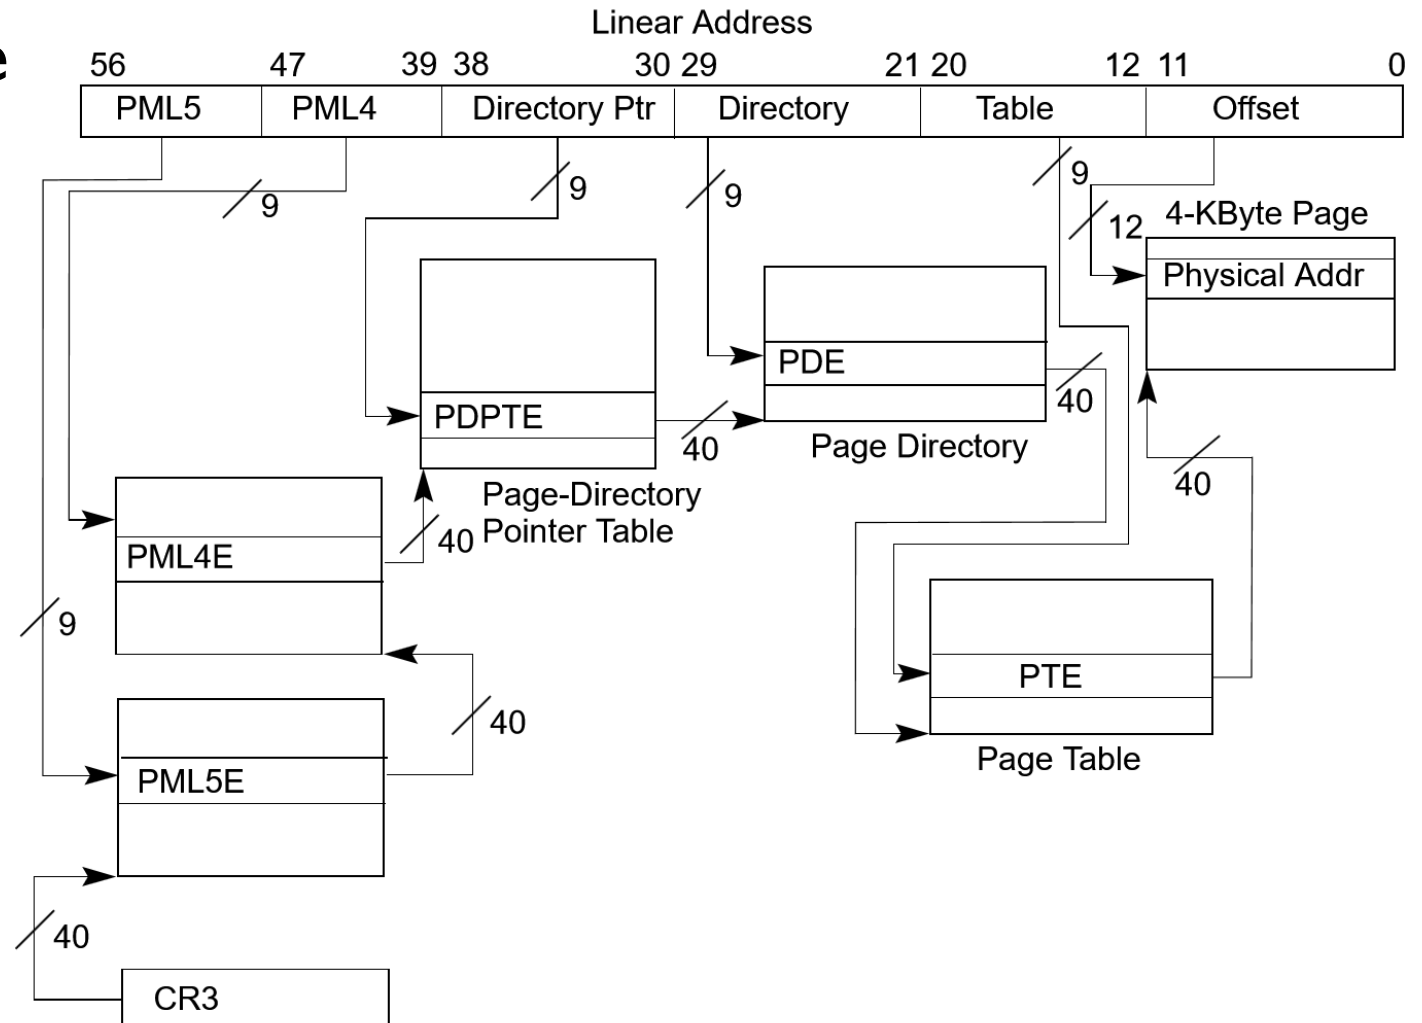 Linear Address
e
56 47 39 38 30 29 21 20 12 11 0
PML5 PML4 Directory Ptr Directory Table Offset
9 9 9 9 12
4-KByte Page
Physical Addr
PDE
40
PDPTE
40
Page Directory
40
Page-Directory
Pointer Table
40
PML4E
9
PTE
40
Page Table
PML5E
40
CR3